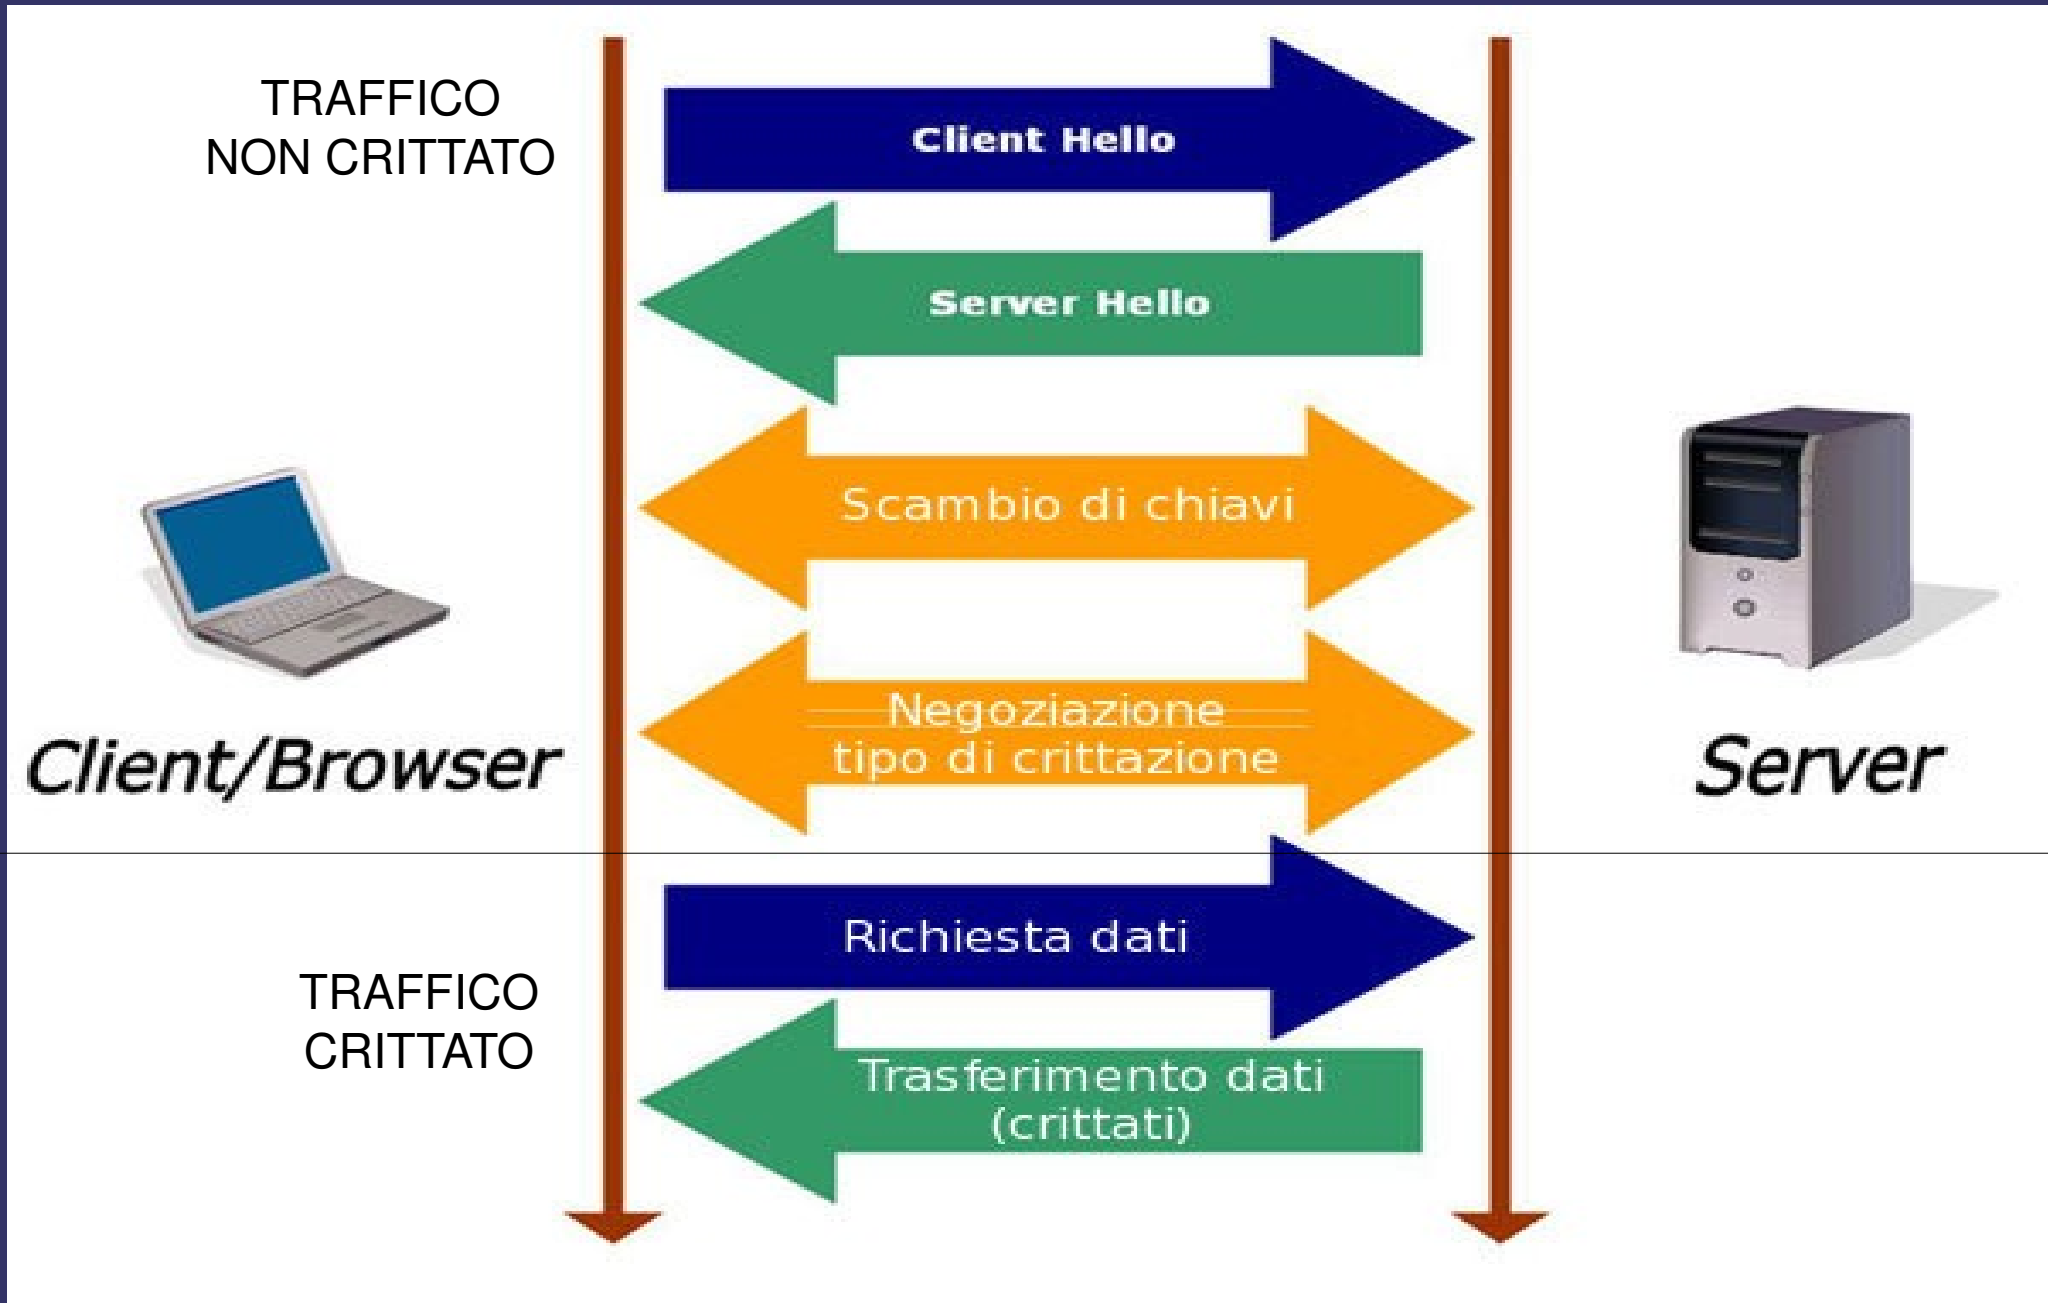 TRAFFICO
NON CRITTATO
Client Hello
Server Hello
Scambio di chiavi
Negoziazione
tipo di crittazione
Client/Browser
Server
Richiesta dati
TRAFFICO
CRITTATO
Trasferimento dati
(crittati)